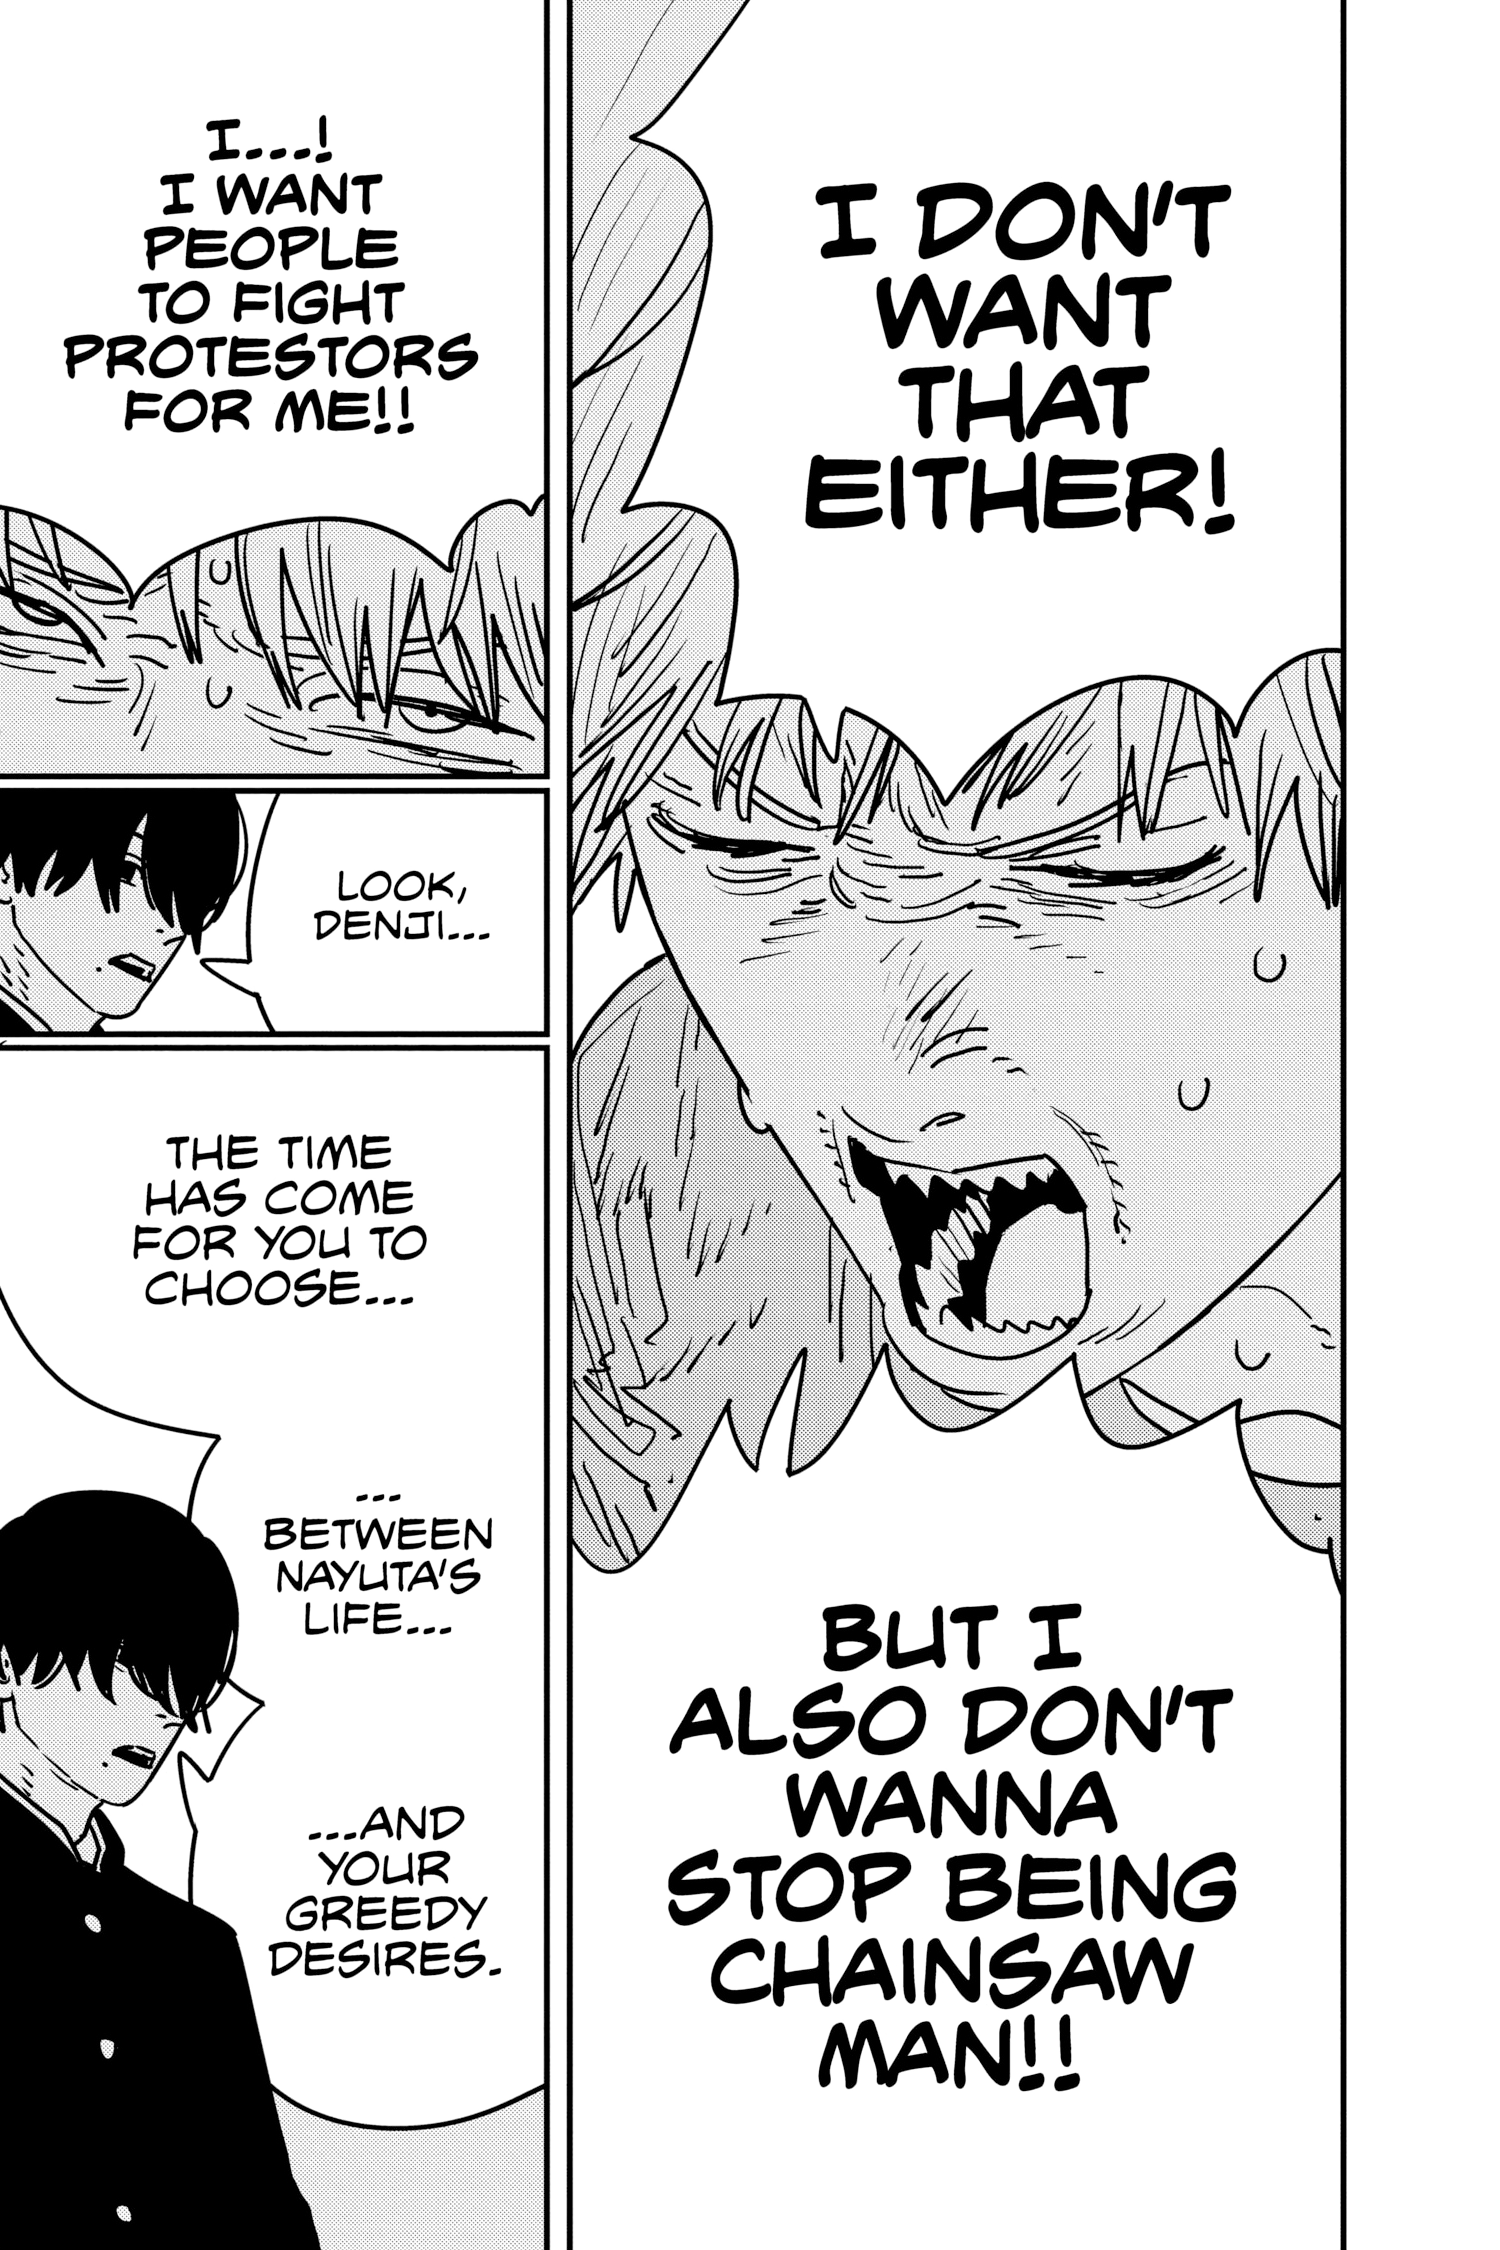 I DON'T
WANT
THAT
EITHER!
BUT I
ALSO DON'T
WANNA
STOP BEING
CHAINSAW
MAN!!
I...!
I WANT
PEOPLE
TO FIGHT
PROTESTORS
FOR ME!!
LOOK,
DENJI...
THE TIME
HAS COME
FOR YOU TO
CHOOSE...
...
BETWEEN
NAYUTA'S
LIFE...
...AND
YOUR
GREEDY
DESIRES.